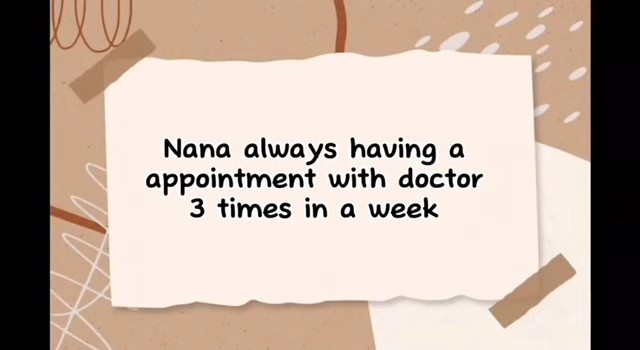 Nana always having a
appointment with doctor
3 times in a week